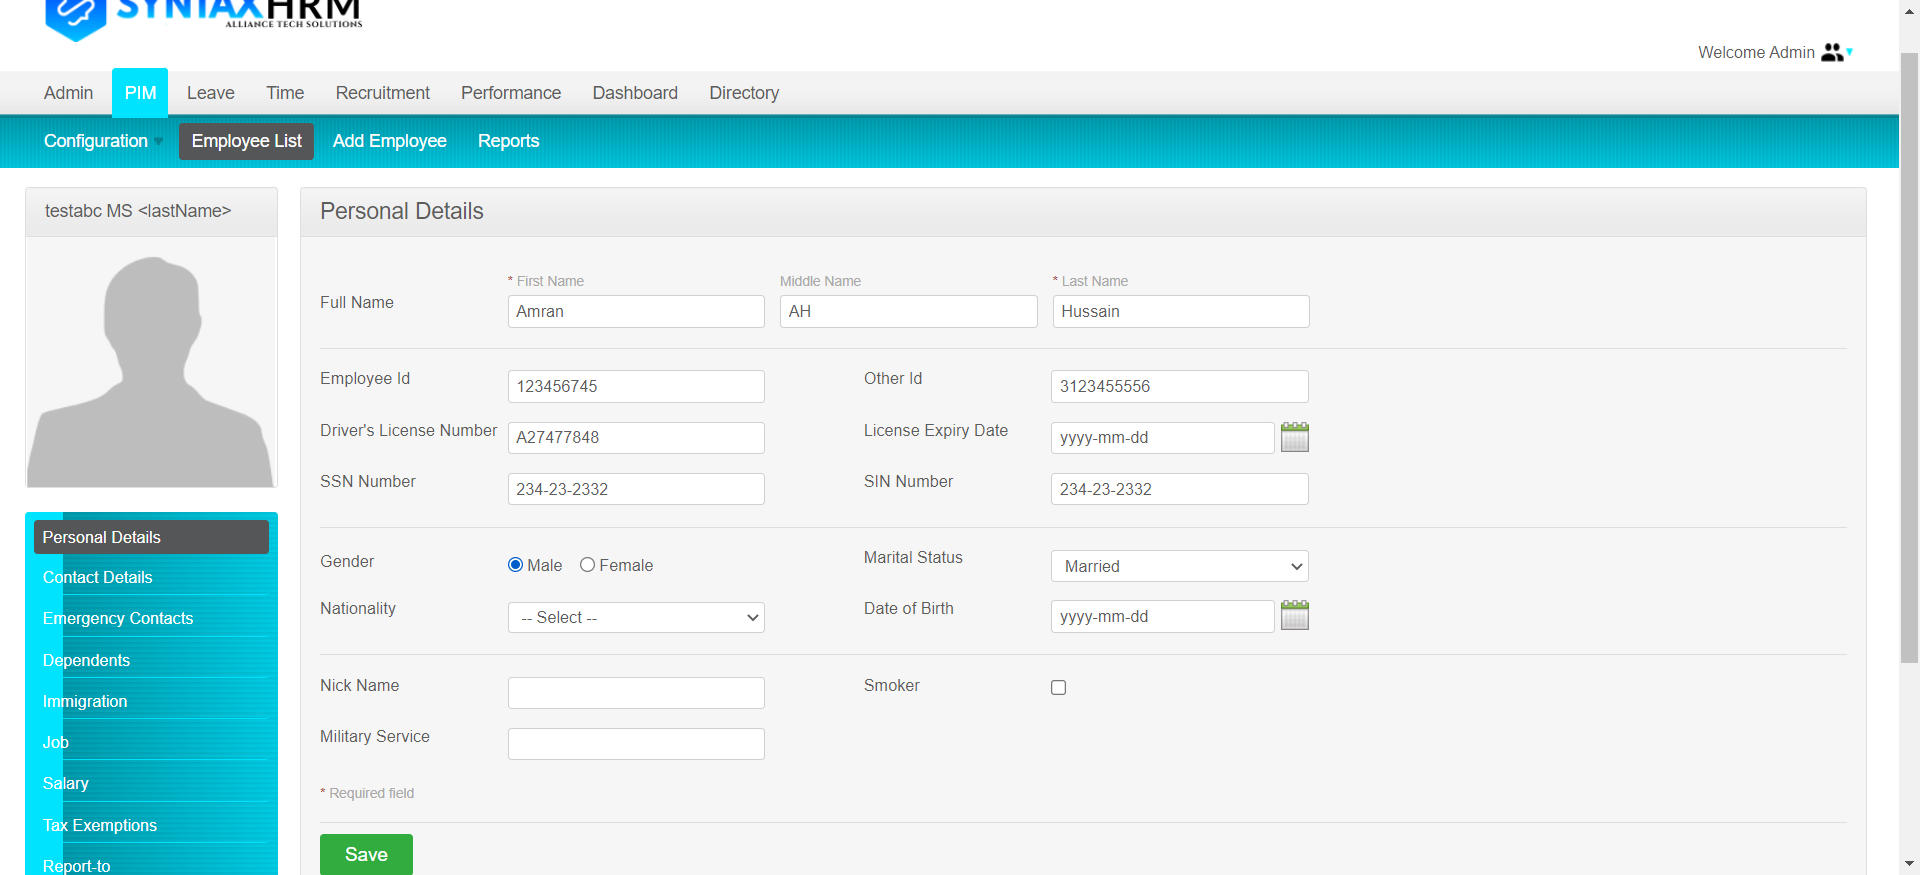 SYNTAXHRM
ALLIANCE TECH SOLUTIONS
Welcome Admin
Admin PIM Leave Time Recruitment Performance Dashboard Directory
Configuration Employee List Add Employee Reports
testabc MS <lastName>
Personal Details
Contact Details
Emergency Contacts
Dependents
Immigration
Job
Salary
Tax Exemptions
Report-to
Personal Details
* First Name Middle Name * Last Name
Full Name Amran AH Hussain
Employee Id 123456745 Other Id 3123455556
Driver's License Number A27477848 License Expiry Date yyyy-mm-dd
SSN Number 234-23-2332 SIN Number 234-23-2332
Gender Male Female Marital Status Married
Nationality -- Select -- Date of Birth yyyy-mm-dd
Nick Name Smoker
Military Service
* Required field
Save